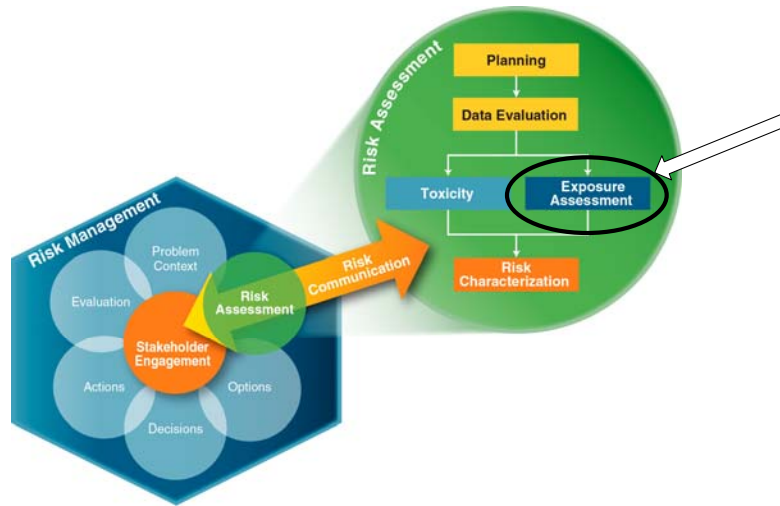 Risk Assessment
Planning
Data Evaluation
Toxicity
Exposure
Assessment
Risk
Characterization
Risk Management
Problem
Context
Evaluation
Risk
Assessment
Risk
Communication
Stakeholder
Engagement
Actions
Options
Decisions